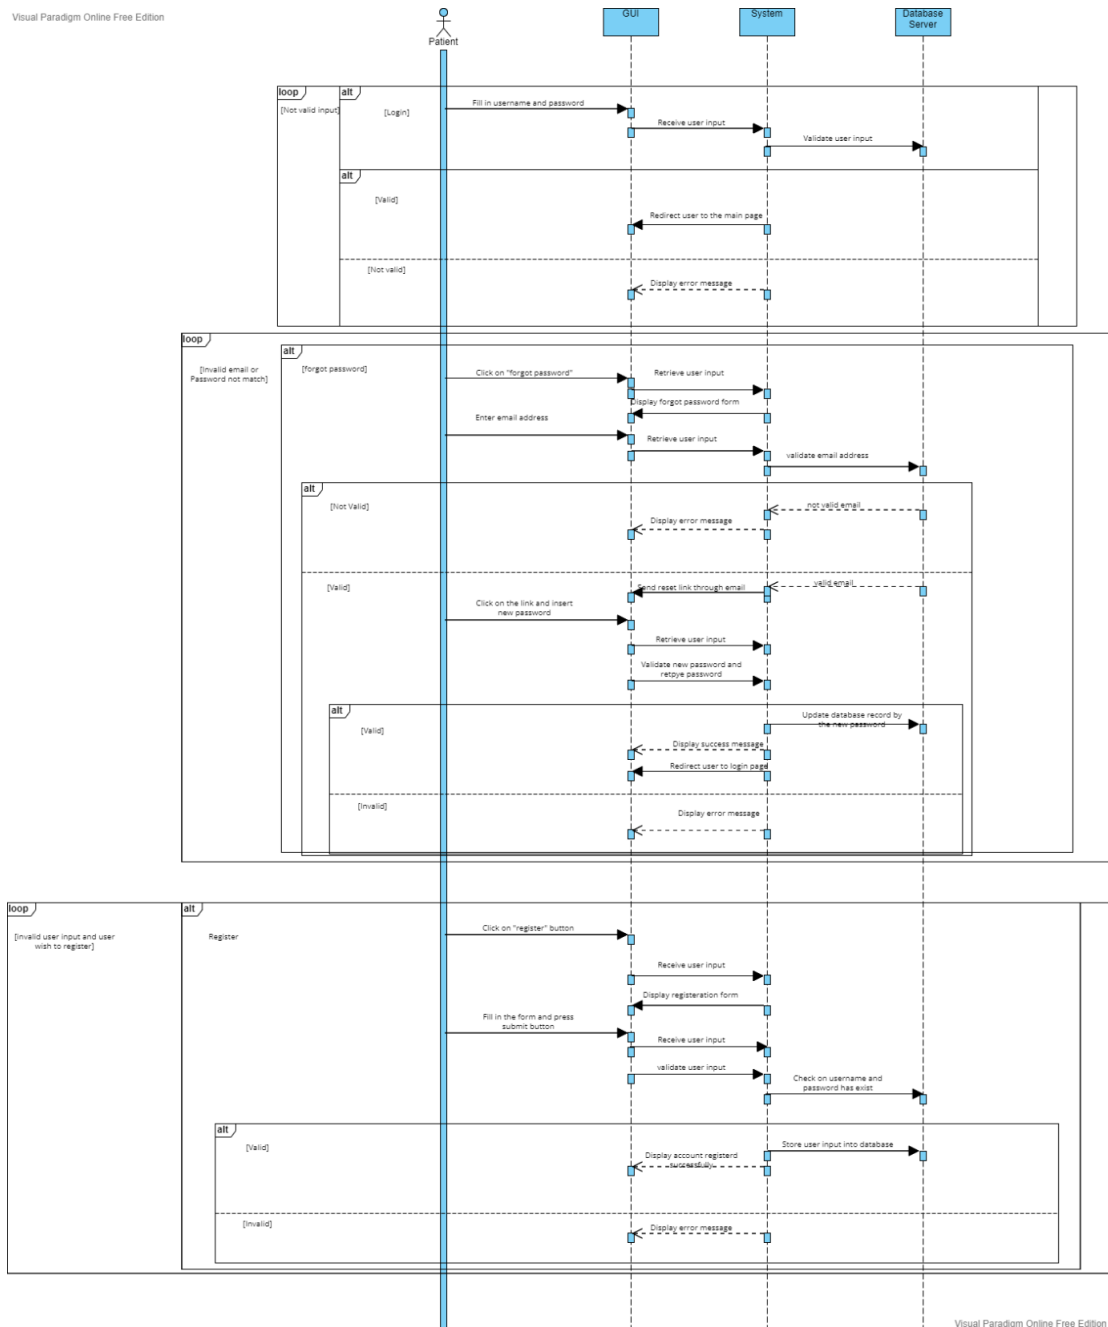 Visual Paradigm Online Free Edition
Patient
GUI
System
Database
Server
loop
[Not valid input]
alt
[Login]
Fill in username and password
Receive user input
Validate user input
alt
[Valid]
Redirect user to the main page
[Not valid]
Display error message
loop
[Invalid email or
Password not match]
alt
[forgot password]
Click on "forgot password"
Retrieve user input
Display forgot password form
Enter email address
Retrieve user input
validate email address
alt
[Not Valid]
not valid email
Display error message
[Valid]
valid email
Send reset link through email
Click on the link and insert
new password
Retrieve user input
Validate new password and
retpye password
alt
[Valid]
Update database record by
the new password
Display success message
Redirect user to login page
[Invalid]
Display error message
loop
[invalid user input and user
wish to register]
alt
Register
Click on "register" button
Receive user input
Display registeration form
Fill in the form and press
submit button
Receive user input
validate user input
Check on username and
password has exist
alt
[Valid]
Store user input into database
Display account registerd
successfully
[Invalid]
Display error message
Visual Paradigm Online Free Edition